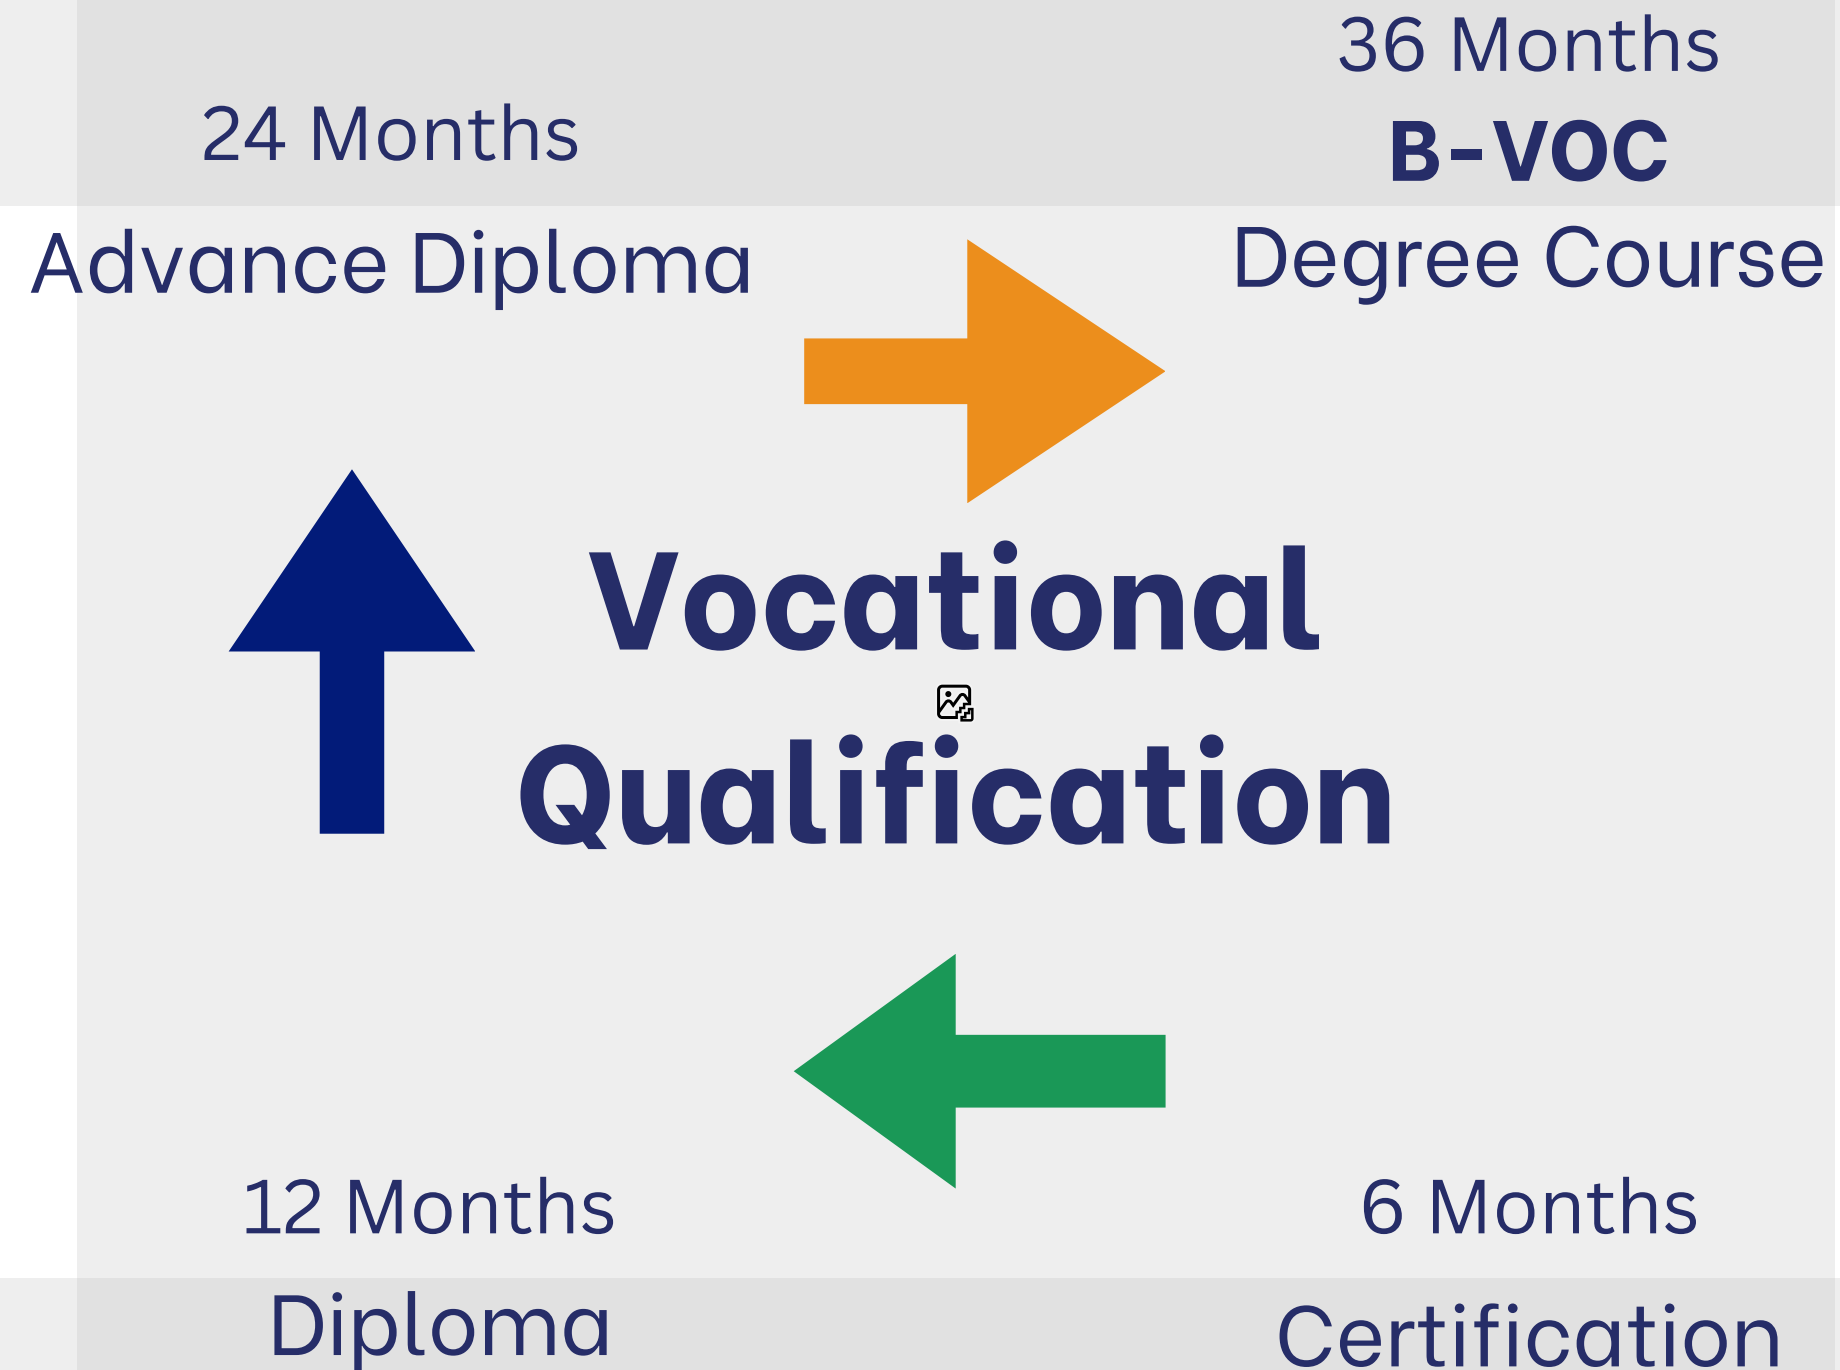 36 Months
B-VOC
Degree Course
24 Months
Advance Diploma
Vocational
Qualification
12 Months
Diploma
6 Months
Certification